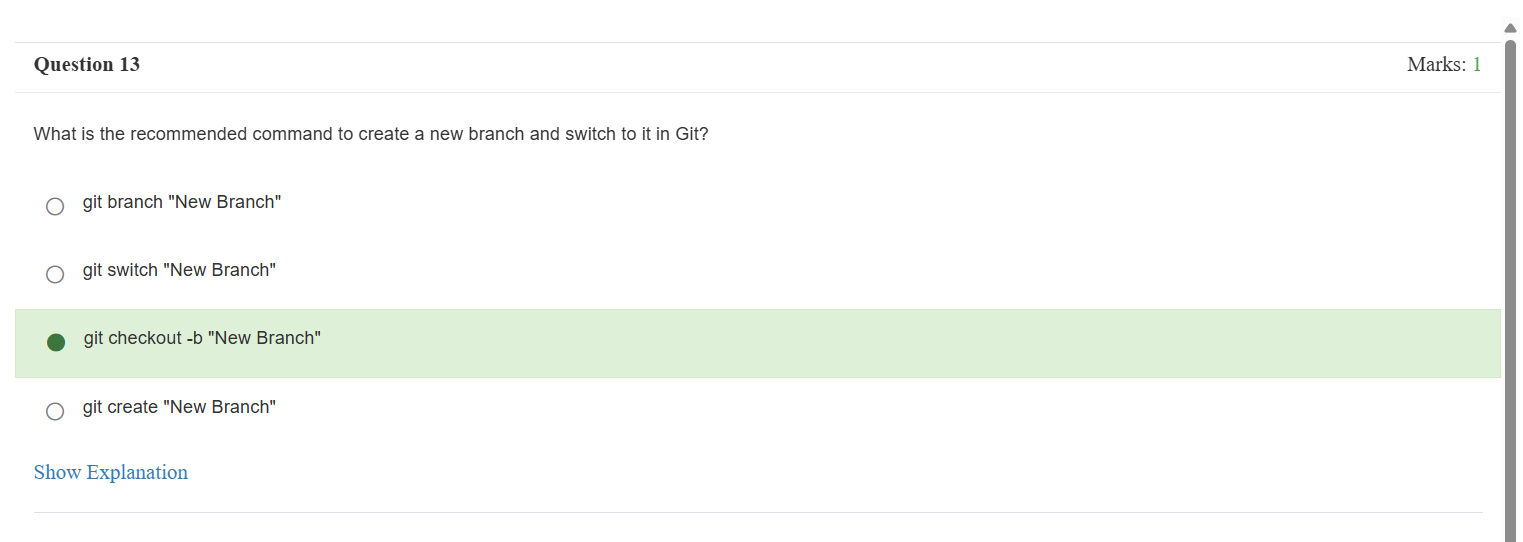 Question 13
Marks: 1
What is the recommended command to create a new branch and switch to it in Git?
git branch "New Branch"
git switch "New Branch"
git checkout -b "New Branch"
git create "New Branch"
Show Explanation